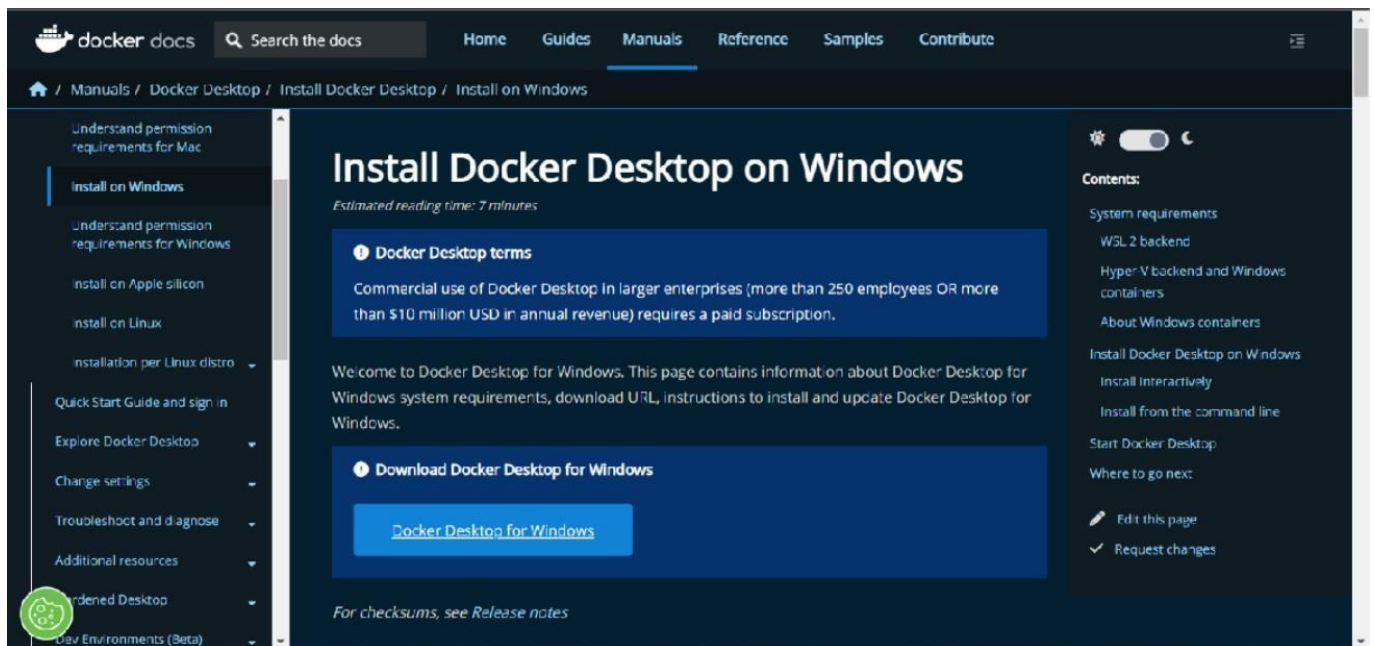 docker docs
Search the docs
Home Guides Manuals Reference Samples Contribute
/ Manuals / Docker Desktop / Install Docker Desktop / Install on Windows
Understand permission
requirements for Mac
Install on Windows
Understand permission
requirements for Windows
Install on Apple silicon
Install on Linux
Installation per Linux distro
Quick Start Guide and sign in
Explore Docker Desktop
Change settings
Troubleshoot and diagnose
Additional resources
Desktop
Dev Environments (Beta)
Install Docker Desktop on Windows
Estimated reading time: 7 minutes
Docker Desktop terms
Commercial use of Docker Desktop in larger enterprises (more than 250 employees OR more
than $10 million USD in annual revenue) requires a paid subscription.
Welcome to Docker Desktop for Windows. This page contains information about Docker Desktop for
Windows system requirements, download URL, instructions to install and update Docker Desktop for
Windows.
Download Docker Desktop for Windows
Docker Desktop for Windows
For checksums, see Release notes
Contents:
System requirements
WSL 2 backend
Hyper-V backend and Windows
containers
About Windows containers
Install Docker Desktop on Windows
Install interactively
Install from the command line
Start Docker Desktop
Where to go next
Edit this page
Request changes